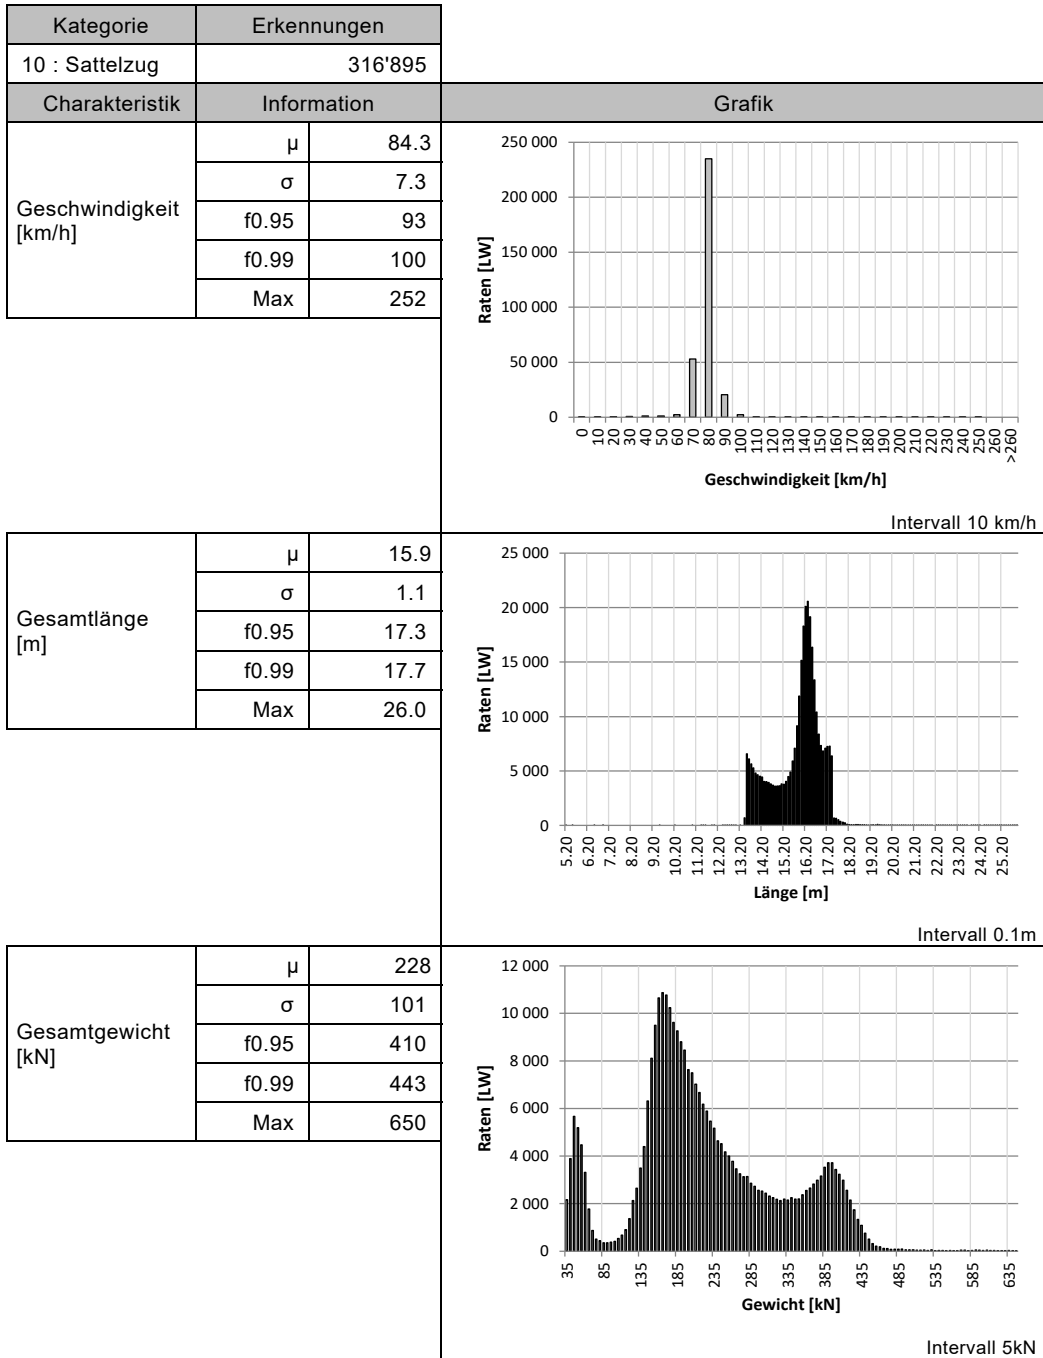 Kategorie Erkennungen
10 : Sattelzug 316'895
Charakteristik Information Grafik
Geschwindigkeit
[km/h]
μ 84.3
σ 7.3
f0.95 93
f0.99 100
Max 252
250 000
200 000
150 000
100 000
50 000
0
Raten [LW]
0 10 20 30 40 50 60 70 80 90 100 110 120 130 140 150 160 170 180 190 200 210 220 230 240 250 260 >260
Geschwindigkeit [km/h]
Intervall 10 km/h
Gesamtlänge
[m]
μ 15.9
σ 1.1
f0.95 17.3
f0.99 17.7
Max 26.0
25 000
20 000
15 000
10 000
5 000
0
Raten [LW]
5.20 6.20 7.20 8.20 9.20 10.20 11.20 12.20 13.20 14.20 15.20 16.20 17.20 18.20 19.20 20.20 21.20 22.20 23.20 24.20 25.20
Länge [m]
Intervall 0.1m
Gesamtgewicht
[kN]
μ 228
σ 101
f0.95 410
f0.99 443
Max 650
12 000
10 000
8 000
6 000
4 000
2 000
0
Raten [LW]
35 85 135 185 235 285 335 385 435 485 535 585 635
Gewicht [kN]
Intervall 5kN